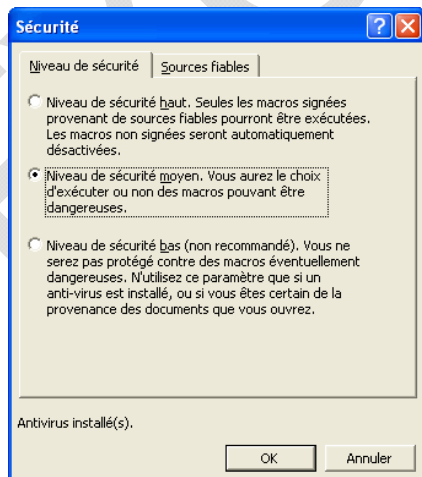 Sécurité
Niveau de sécurité
Sources fiables
Niveau de sécurité haut. Seules les macros signées
provenant de sources fiables pourront être exécutées.
Les macros non signées seront automatiquement
désactivées.
Niveau de sécurité moyen. Vous aurez le choix
d'exécuter ou non des macros pouvant être
dangereuses.
Niveau de sécurité bas (non recommandé). Vous ne
serez pas protégé contre des macros éventuellement
dangereuses. N'utilisez ce paramètre que si un
anti-virus est installé, ou si vous êtes certain de la
provenance des documents que vous ouvrez.
Antivirus installé(s).
OK
Annuler